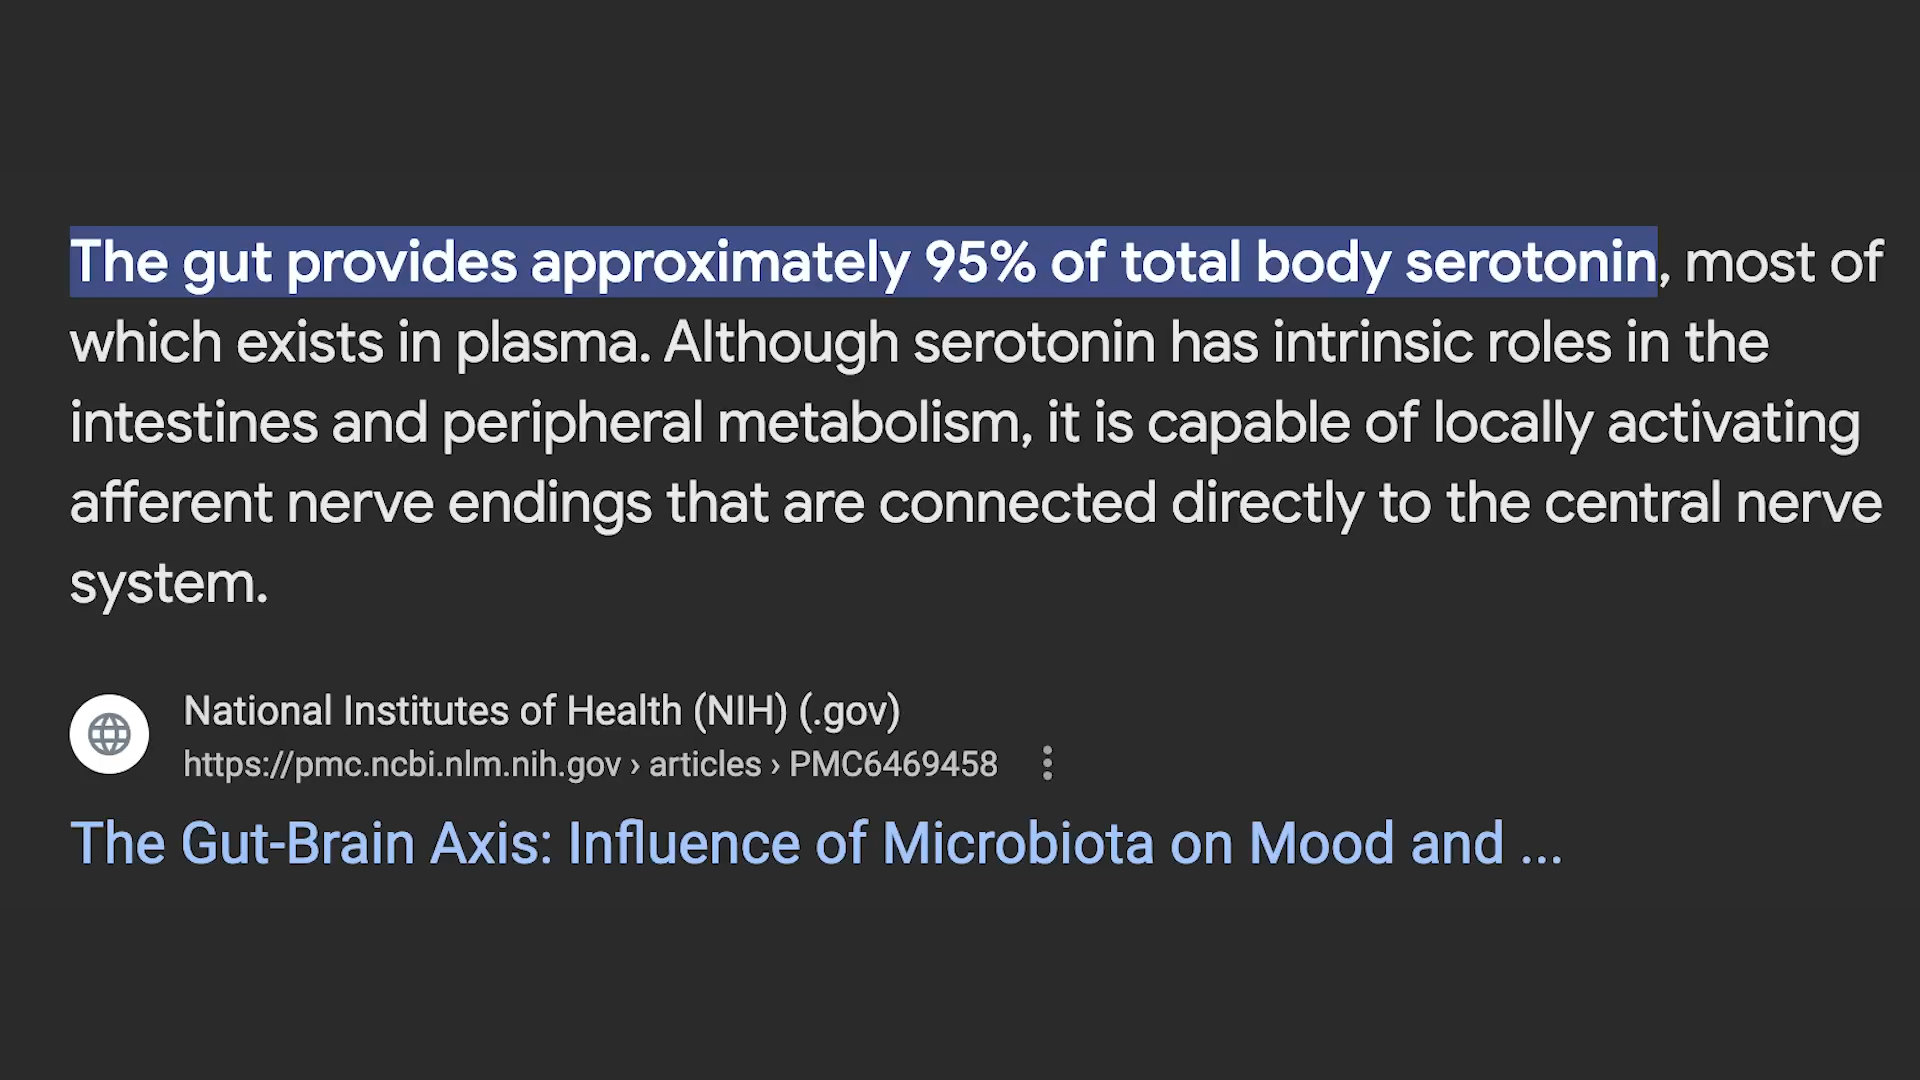 The gut provides approximately 95% of total body serotonin, most of
which exists in plasma. Although serotonin has intrinsic roles in the
intestines and peripheral metabolism, it is capable of locally activating
afferent nerve endings that are connected directly to the central nerve
system.
National Institutes of Health (NIH) (.gov)
https://pmc.ncbi.nlm.nih.gov › articles › PMC6469458
The Gut-Brain Axis: Influence of Microbiota on Mood and ...